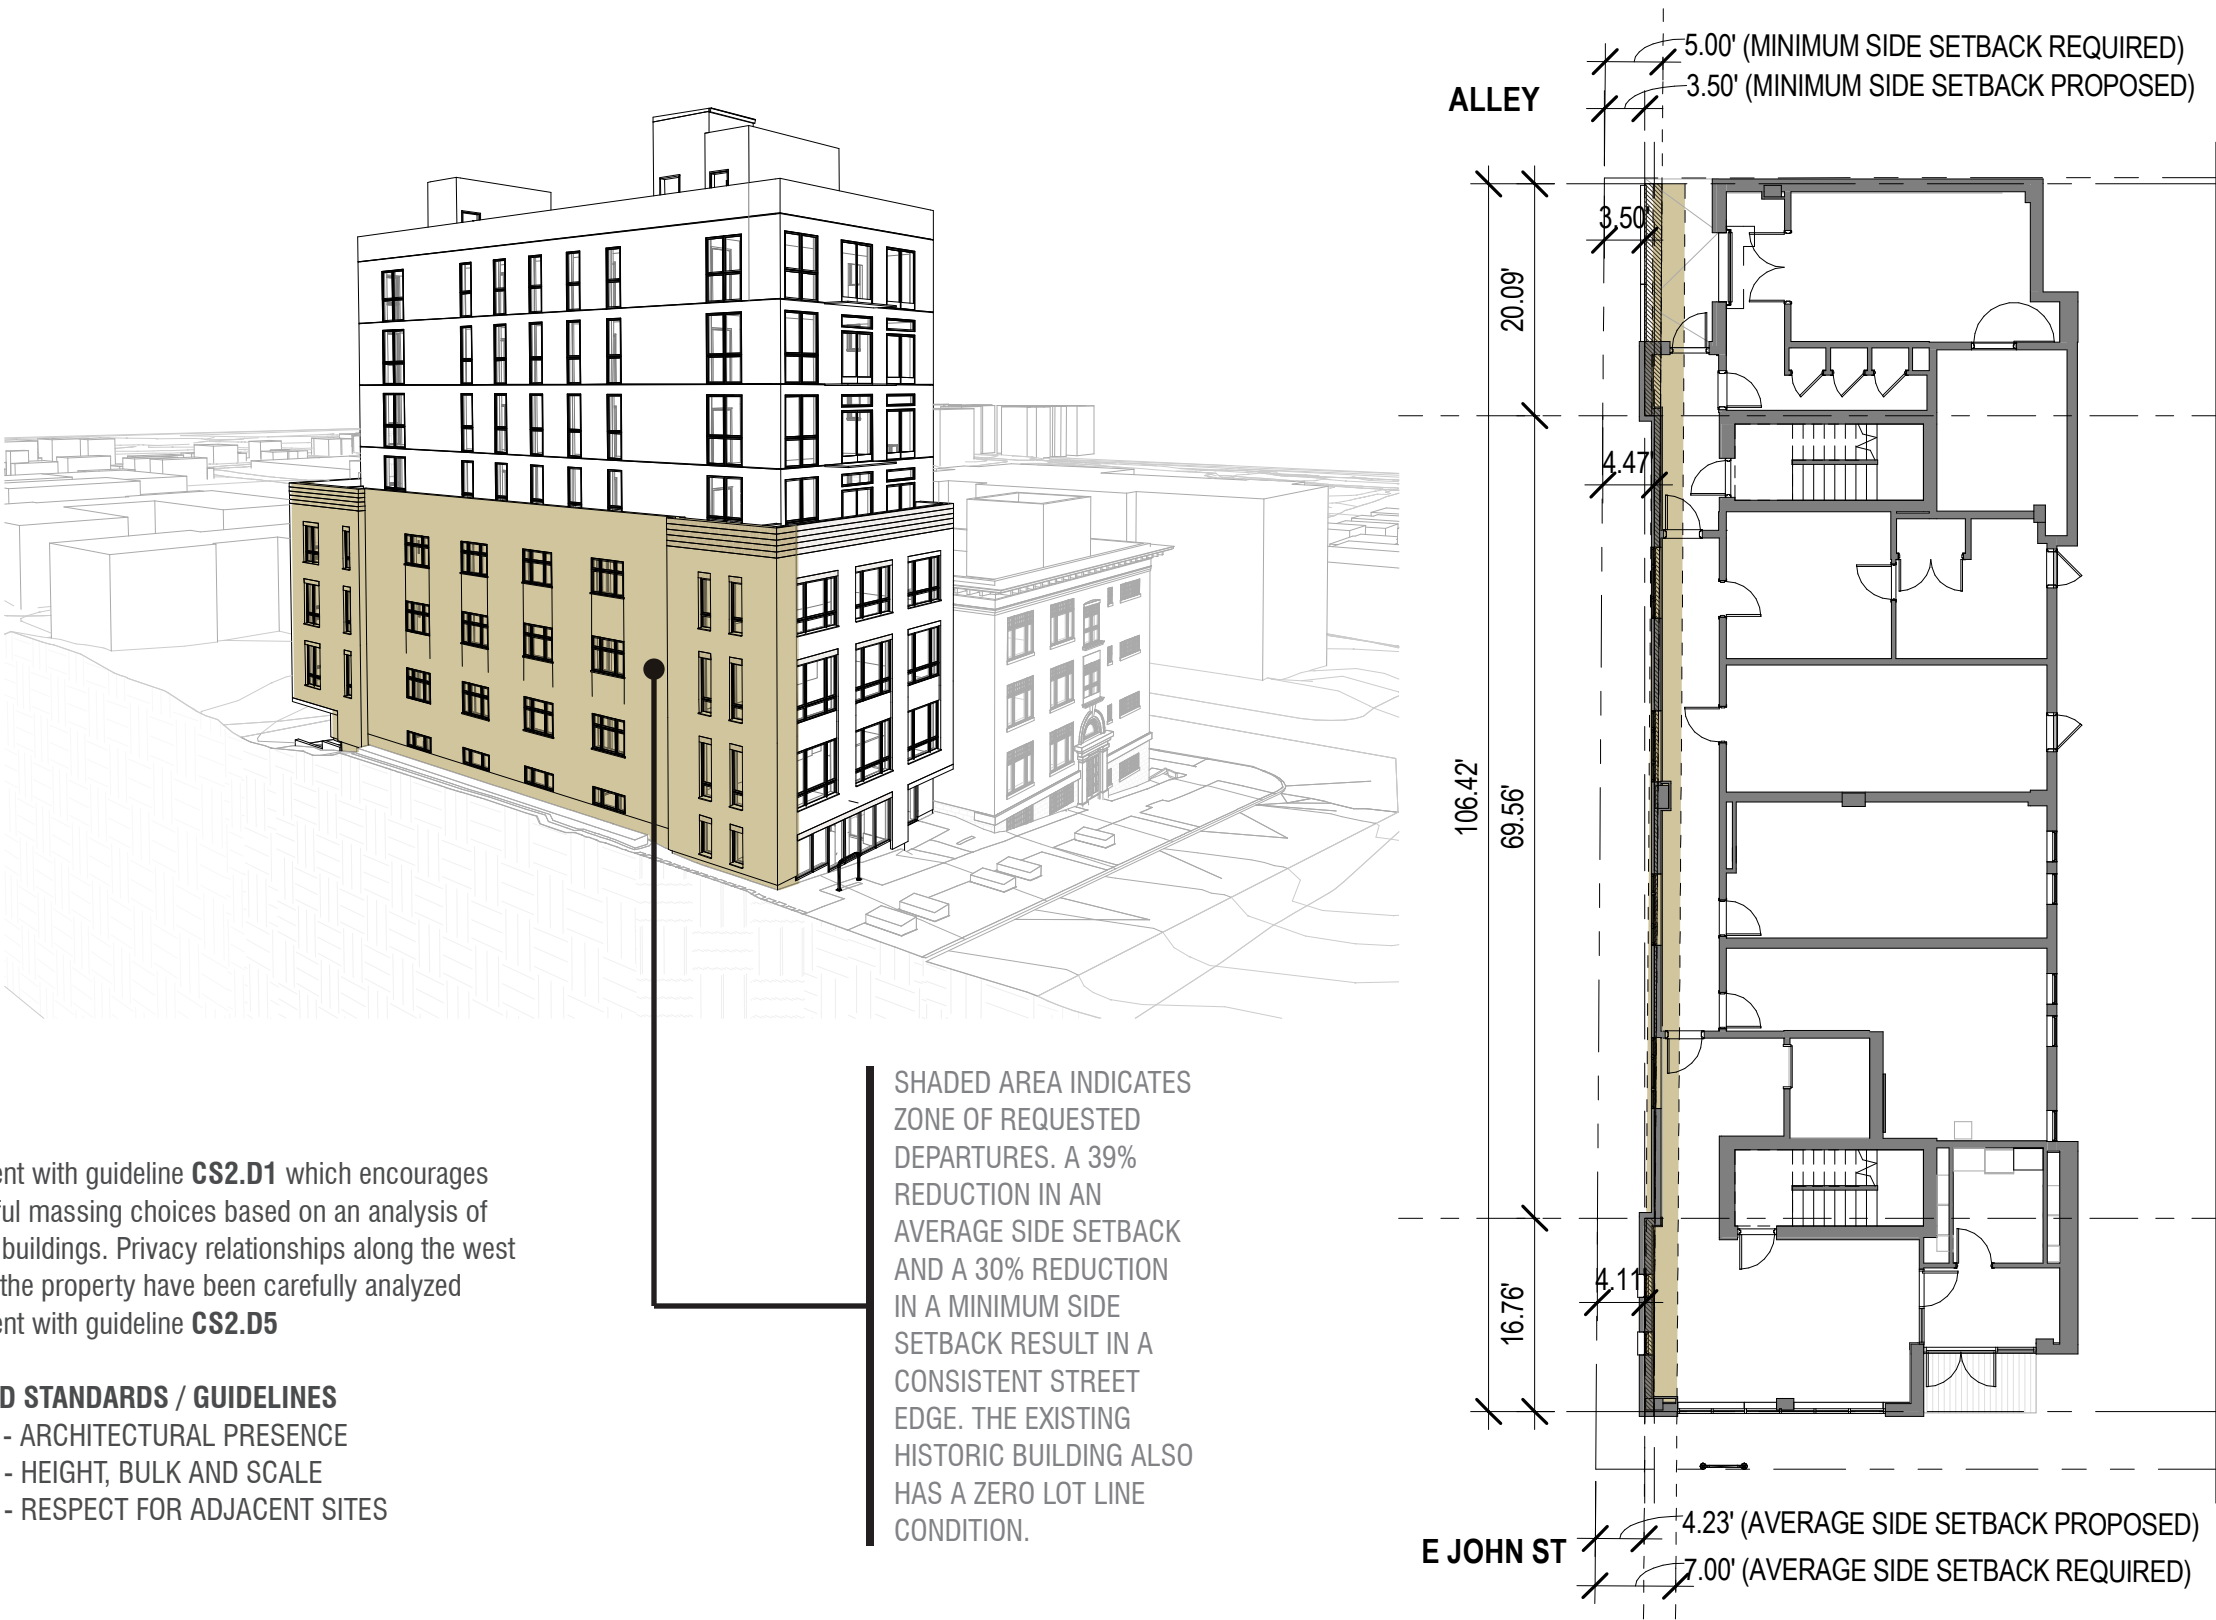 5.00' (MINIMUM SIDE SETBACK REQUIRED)
3.50' (MINIMUM SIDE SETBACK PROPOSED)
ALLEY
3.50'
20.09'
4.47'
106.42'
69.56'
4.11'
16.76'
4.23' (AVERAGE SIDE SETBACK PROPOSED)
E JOHN ST
7.00' (AVERAGE SIDE SETBACK REQUIRED)
SHADED AREA INDICATES
ZONE OF REQUESTED
DEPARTURES. A 39%
REDUCTION IN AN
AVERAGE SIDE SETBACK
AND A 30% REDUCTION
IN A MINIMUM SIDE
SETBACK RESULT IN A
CONSISTENT STREET
EDGE. THE EXISTING
HISTORIC BUILDING ALSO
HAS A ZERO LOT LINE
CONDITION.
ent with guideline CS2.D1 which encourages
ful massing choices based on an analysis of
buildings. Privacy relationships along the west
the property have been carefully analyzed
ent with guideline CS2.D5
D STANDARDS / GUIDELINES
- ARCHITECTURAL PRESENCE
- HEIGHT, BULK AND SCALE
- RESPECT FOR ADJACENT SITES